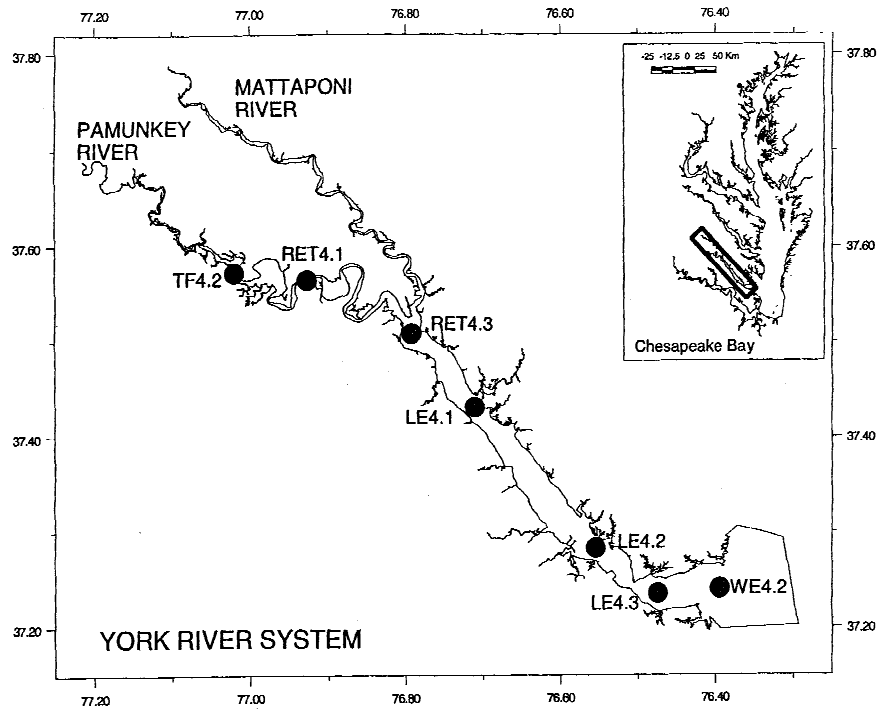 77.20 77.00 76.80 76.60 76.40
37.80 37.80
-25 -12.5 0 25 50 Km
MATTAPONI
RIVER
PAMUNKEY
RIVER
37.60 37.60
RET4.1
TF4.2
RET4.3
Chesapeake Bay
LE4.1
37.40 37.40
LE4.2
WE4.2
LE4.3
37.20 37.20
YORK RIVER SYSTEM
77.20 77.00 76.80 76.60 76.40